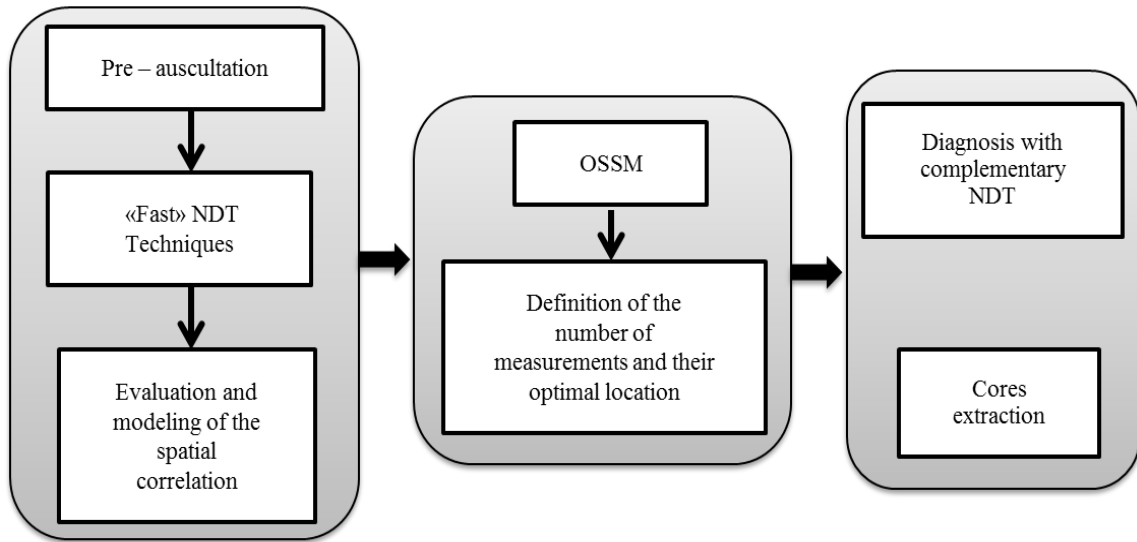 Pre – auscultation
«Fast» NDT
Techniques
Evaluation and
modeling of the
spatial
correlation
OSSM
Definition of the
number of
measurements and their
optimal location
Diagnosis with
complementary
NDT
Cores
extraction